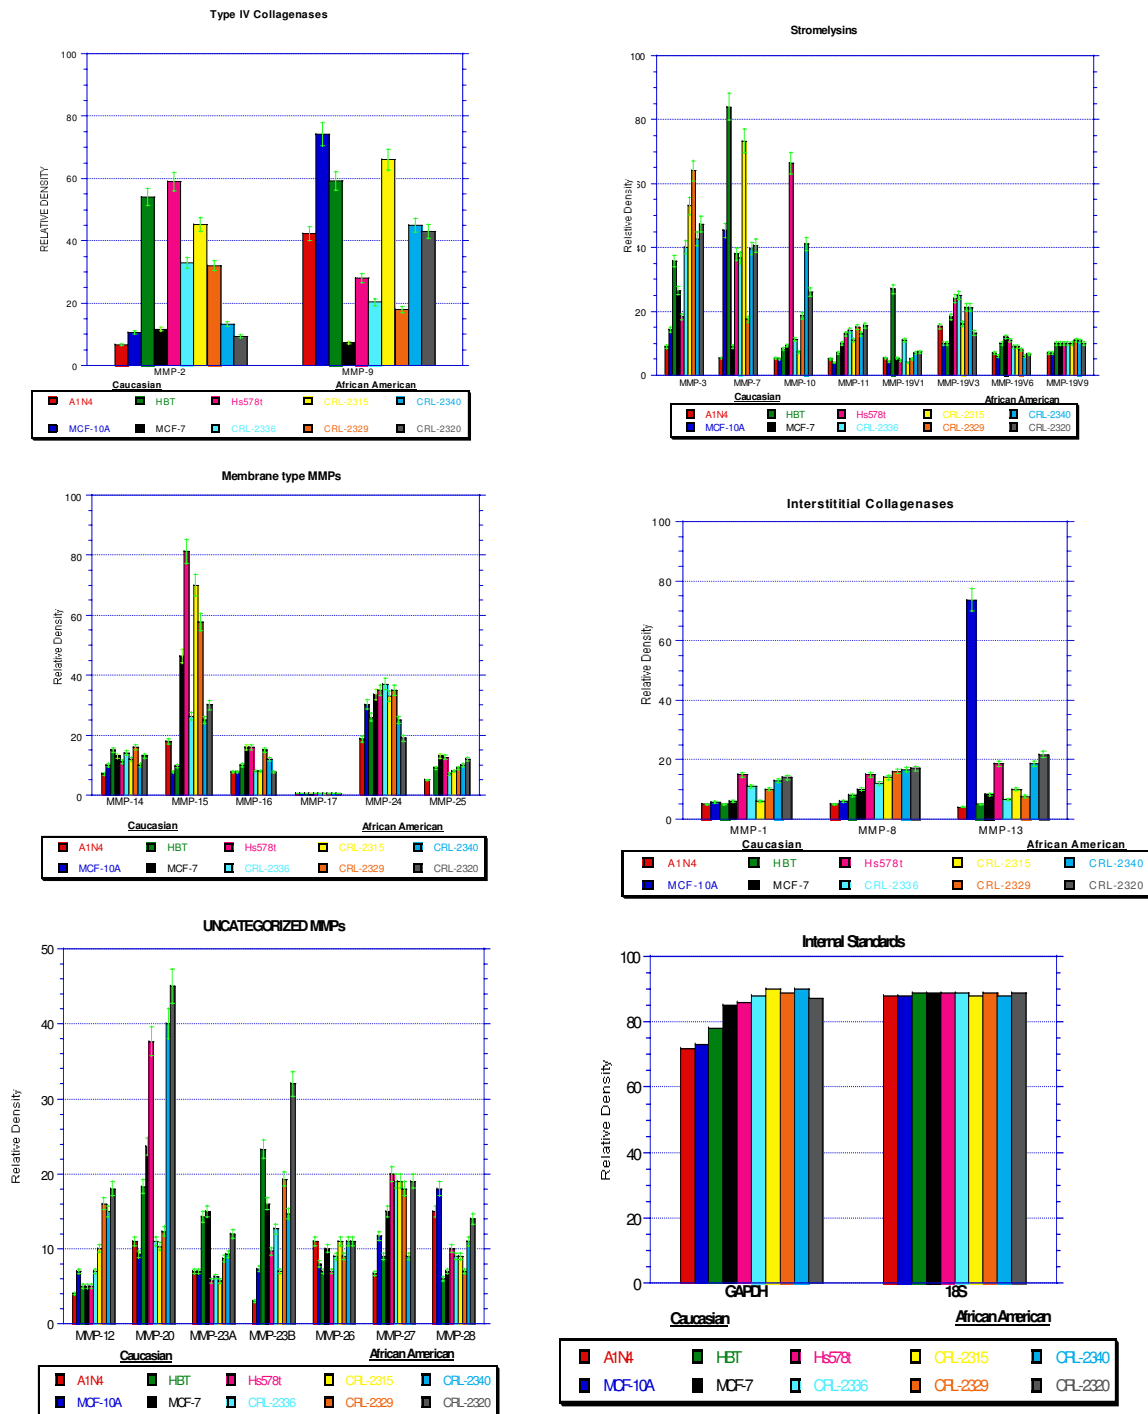 Type IV Collagenases
100
80
60
40
20
0
RELATIVE DENSITY
MMP-2 MMP-9
Caucasian African American
A1N4 HBT Hs578t CRL-2315 CRL-2340
MCF-10A MCF-7 CRL-2336 CRL-2329 CRL-2320
Stromelysins
100
80
60
40
20
0
Relative Density
MMP-3 MMP-7 MMP-10 MMP-11 MMP-19V1 MMP-19V3 MMP-19V6 MMP-19V9
Caucasian African American
A1N4 HBT Hs578t CRL-2315 CRL-2340
MCF-10A MCF-7 CRL-2336 CRL-2329 CRL-2320
Membrane type MMPs
100
80
60
40
20
0
Relative Density
MMP-14 MMP-15 MMP-16 MMP-17 MMP-24 MMP-25
Caucasian African American
A1N4 HBT Hs578t CRL-2315 CRL-2340
MCF-10A MCF-7 CRL-2336 CRL-2329 CRL-2320
Interstititial Collagenases
100
80
60
40
20
0
Relative Density
MMP-1 MMP-8 MMP-13
Caucasian African American
A1N4 HBT Hs578t CRL-2315 CRL-2340
MCF-10A MCF-7 CRL-2336 CRL-2329 CRL-2320
UNCATEGORIZED MMPs
50
40
30
20
10
0
Relative Density
MMP-12 MMP-20 MMP-23A MMP-23B MMP-26 MMP-27 MMP-28
Caucasian African American
A1N4 HBT Hs578t CRL-2315 CRL-2340
MCF-10A MCF-7 CRL-2336 CRL-2329 CRL-2320
Internal Standards
100
80
60
40
20
0
Relative Density
GAPDH 18S
Caucasian African American
A1N4 HBT Hs578t CRL-2315 CRL-2340
MCF-10A MCF-7 CRL-2336 CRL-2329 CRL-2320